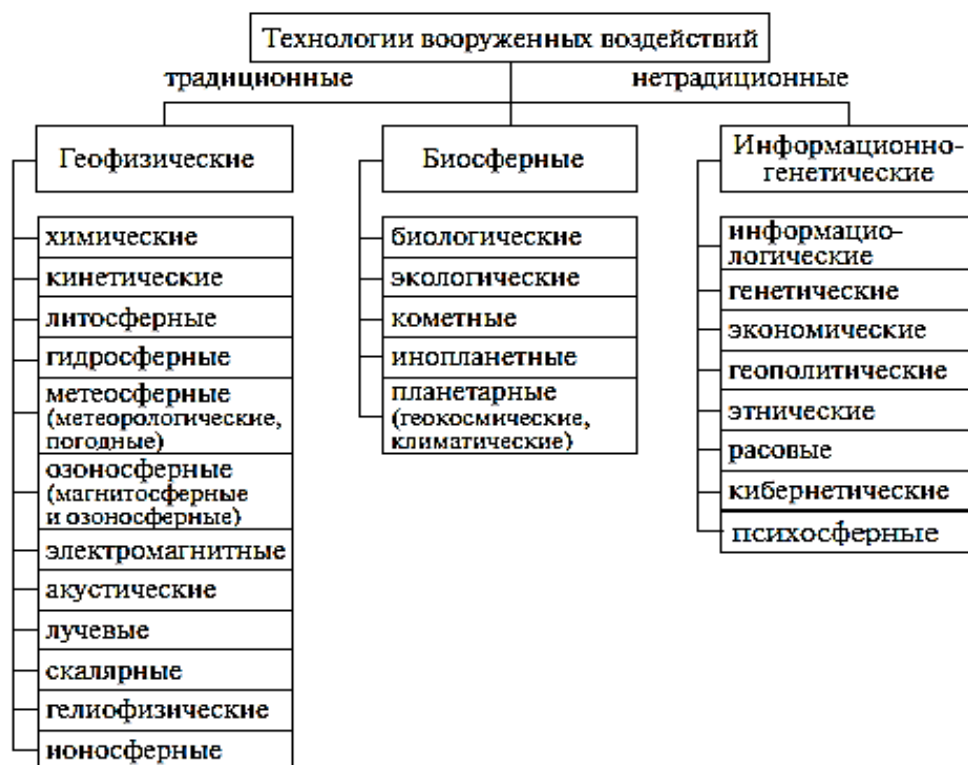 Технологии вооруженных воздействий
традиционные
нетрадиционные
Геофизические
химические
кинетические
литосферные
гидросферные
метеосферные
(метеорологические,
погодные)
озоносферные
(магнитосферные
и озоносферные)
электромагнитные
акустические
лучевые
скалярные
гелиофизические
ионосферные
Биосферные
биологические
экологические
кометные
инопланетные
планетарные
(геокосмические,
климатические)
Информационно-
генетические
информацио-
логические
генетические
экономические
геополитические
этнические
расовые
кибернетические
психосферные